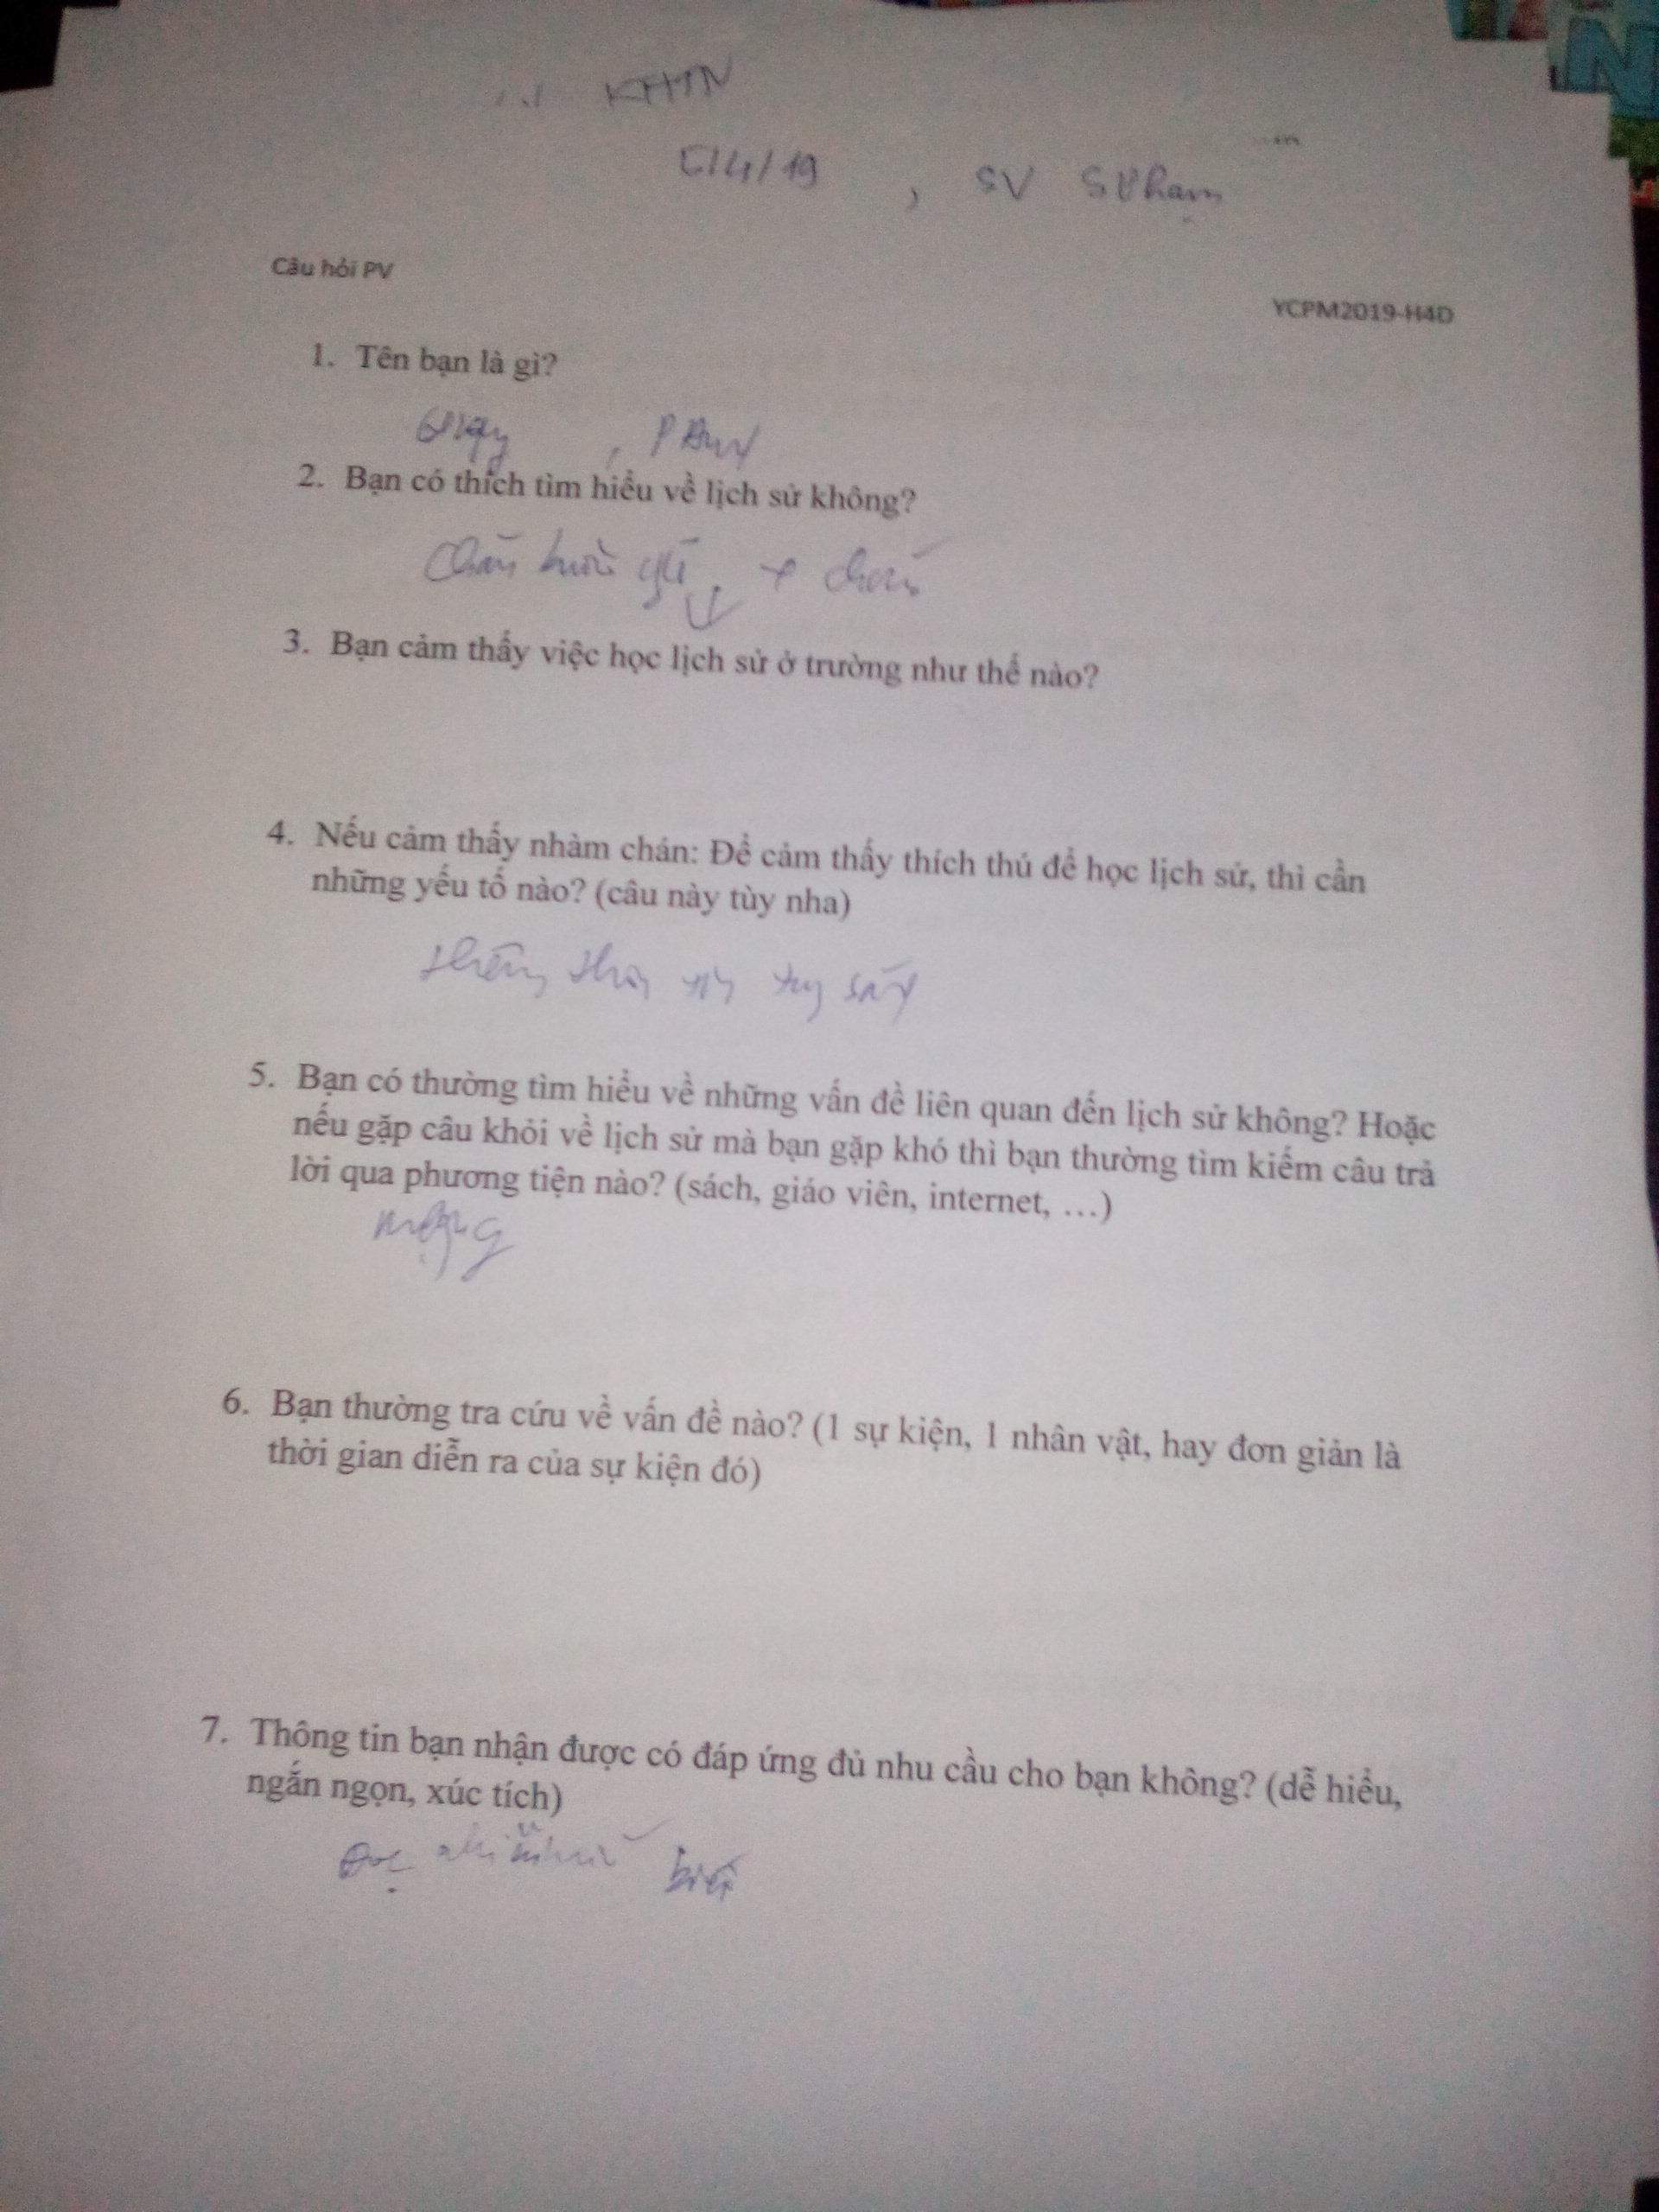 KHTN
5/4/19 , SV
Câu hỏi PV
YCPM2019-H4D
1. Tên bạn là gì?
2. Bạn có thích tìm hiểu về lịch sử không?
3. Bạn cảm thấy việc học lịch sử ở trường như thế nào?
4. Nếu cảm thấy nhàm chán: Để cảm thấy thích thú để học lịch sử, thì cần
những yếu tố nào? (câu này tùy nha)
5. Bạn có thường tìm hiểu về những vấn đề liên quan đến lịch sử không? Hoặc
nếu gặp câu khỏi về lịch sử mà bạn gặp khó thì bạn thường tìm kiếm câu trả
lời qua phương tiện nào? (sách, giáo viên, internet, …)
mạng
6. Bạn thường tra cứu về vấn đề nào? (1 sự kiện, 1 nhân vật, hay đơn giản là
thời gian diễn ra của sự kiện đó)
7. Thông tin bạn nhận được có đáp ứng đủ nhu cầu cho bạn không? (dễ hiểu,
ngắn ngọn, xúc tích)